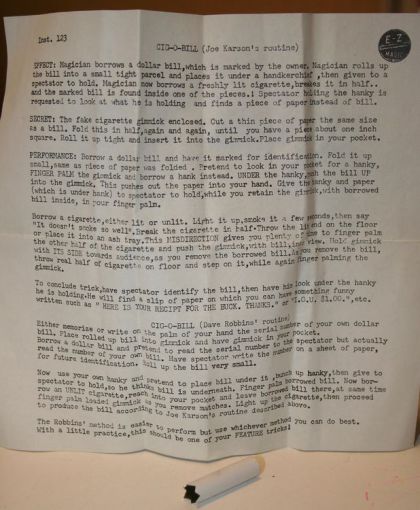 Inst. 123
E-Z
MAGIC
CIG-O-BILL (Joe Karson's routine)
EFFECT: Magician borrows a dollar bill,which is marked by the owner. Magician rolls up
the bill into a small tight parcel and places it under a handkerchief ,then given to a
spectstor to hold. Magician now borrows a freshly lit cigarette,breakes it in half..
and the marked bill is found inside one of the pieces.! Spectator holding the hanky is
requested to look at what he is holding and finds a piece of paper instead of bill.
SECRET: The fake cigarette gimmick enclosed. Cut a thin piece of paper the same size
as a bill. Fold this in half,again and again, until you have a piece about one inch
square. Roll it up tight and insert it into the gimmick.Place gimmick in your pocket.
PERFORMANCE: Borrow a dollar bill and have it marked for identification. Fold it up
small,same as piece of paper was folded . Pretend to look in your pocket for a hanky,
FINGER PALM the gimmick and borrow a hank instead. UNDER the hanky,push the bill UP
into the gimmick. This pushes out the paper into your hand. Give the hanky and paper
(which is under hank) to spectator to hold,while you retain the gimmick,with borrowed
bill inside, in your finger palm.
Borrow a cigarette,either lit or unlit. Light it up,smoke it a few seconds,then say
"It doesn't smoke so well".Break the cigarette in half.Throw the lit end on the floor
or place it into an ash tray.This MISDIRECTION gives you plenty of time to finger palm
the other half of the cigarette and push the gimmick,with bill,into view. Hold gimmick
with ITS SIDE towards audience,as you remove the borrowed bill.As you remove the bill,
throw real half of cigarette on floor and step on it,while again finger palming the
gimmick.
To conclude trick,have spectator identify the bill,then have his look under the hanky
he is holding.He will find a slip of paper on which you can have something funny
written such as " HERE IS YOUR RECIPT FOR THE BUCK. THANKS." or "I.O.U. $1.00.",etc.
CIG-O-BILL (Dave Robbins' routine)
Either memorize or write on the palm of your hand the serial number of your own dollar
bill. Place rolled up bill into gimmick and have gimmick in your pocket.
Borrow a dollar bill and pretend to read the serial number to the spectator but actually
read the number of your own bill. Have spectator write the number on a sheet of paper,
for future identification. Roll up the bill very small.
Now use your own hanky and pretend to place bill under it ,bunch up hanky,then give to
spectator to hold,so he thinks bill is underneath. Finger palm borrowed bill. Now bor-
row an UNLIT cigarette,reach into your pocket and leave borrowed bill there,at same time
finger palm loaded gimmick as you remove matches. Light up the cigarette,then proceed
to produce the bill according to Joe Karson's routine described above.
The Robbins' method is easier to perform but use whichever method you can do best.
With a little practice,this should be one of your FEATURE tricks!